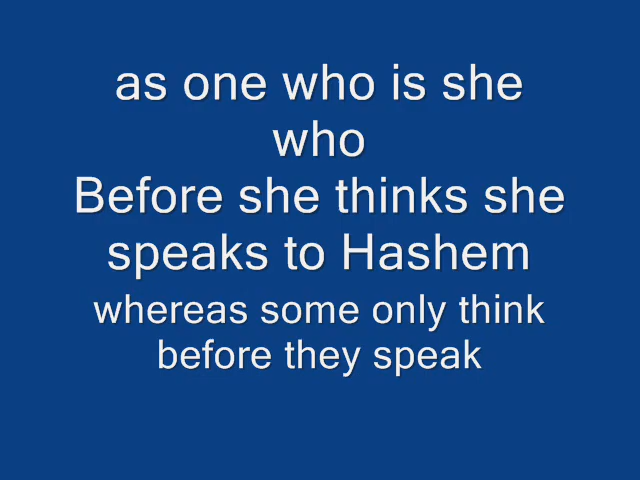 as one who is she
who
Before she thinks she
speaks to Hashem
whereas some only think
before they speak